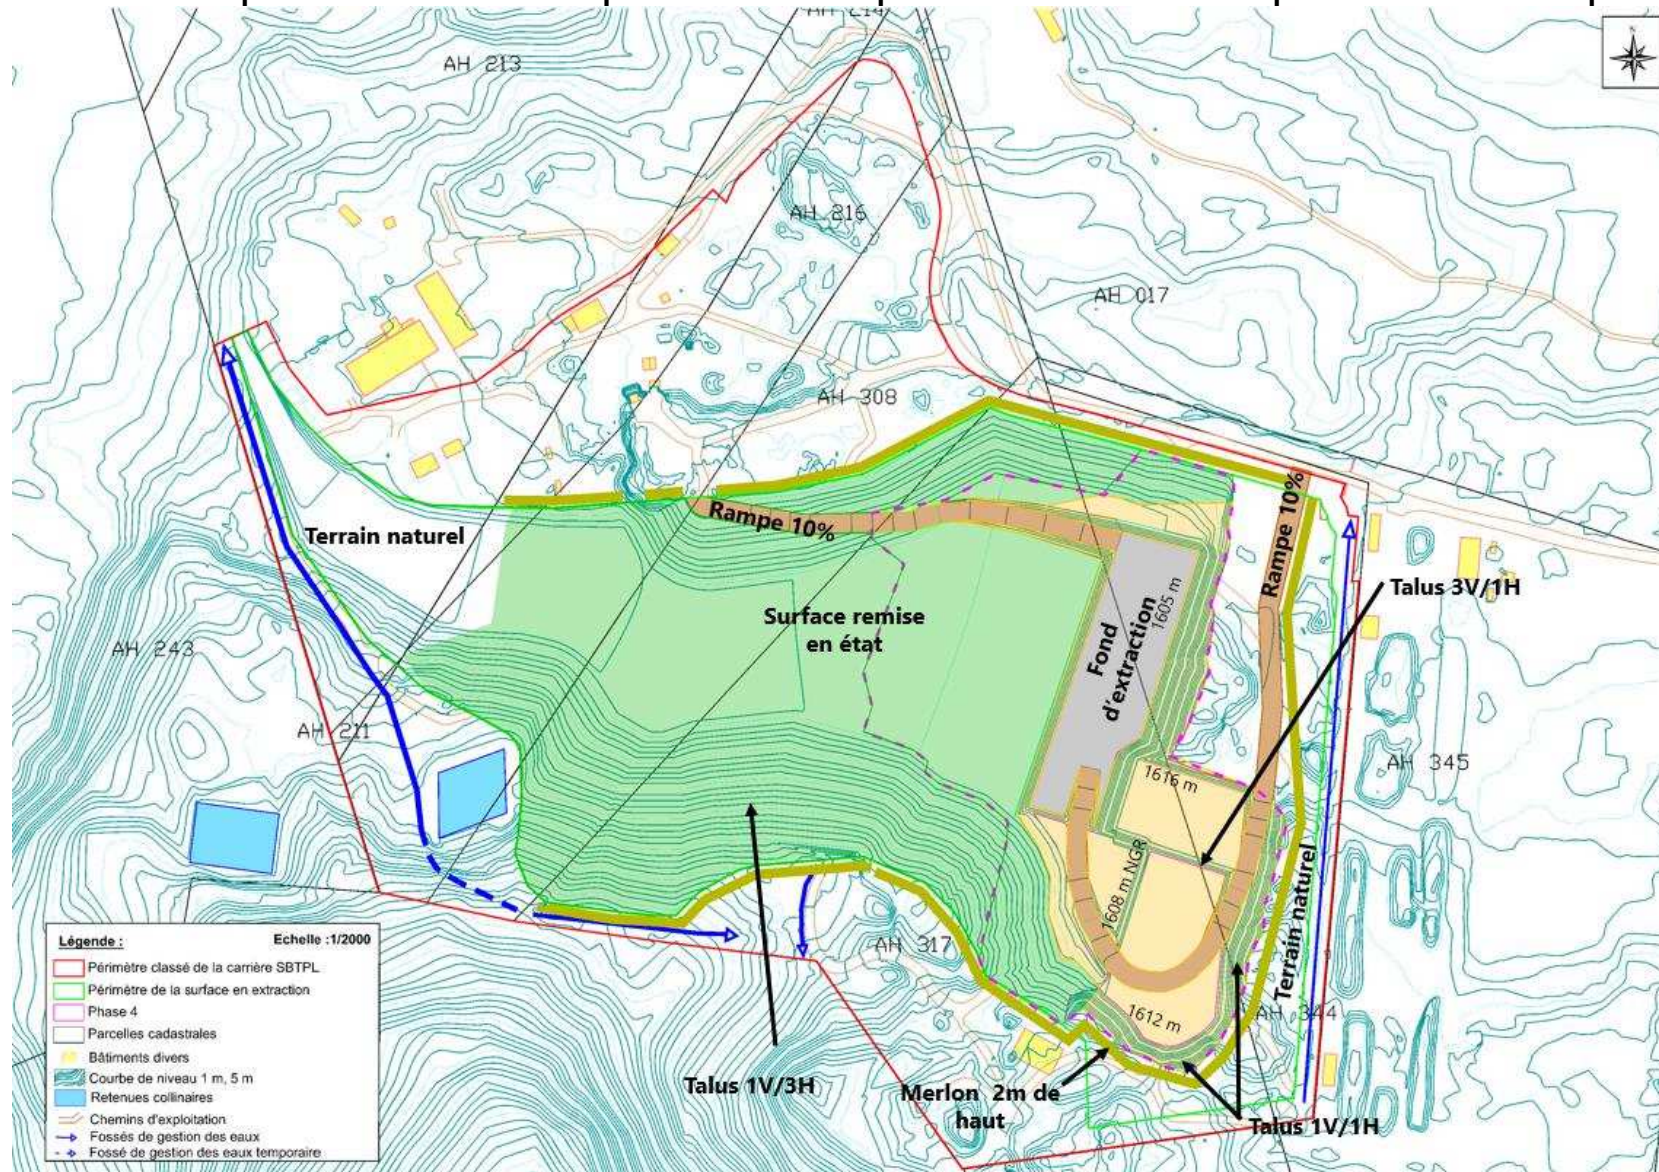 AH 213
AH 216
AH 017
AH 308
Rampe 10%
Rampe 10%
Terrain naturel
Talus 3V/1H
Surface remise
en état
Fond
d'extraction
1605 m
AH 243
AH 211
1616 m
AH 345
1608 m NGR
Terrain naturel
AH 317
1612 m
AH 344
Talus 1V/3H
Merlon 2m de
haut
Talus 1V/1H
Légende :
Echelle :1/2000
Périmètre classé de la carrière SBTPL
Périmètre de la surface en extraction
Phase 4
Parcelles cadastrales
Bâtiments divers
Courbe de niveau 1 m, 5 m
Retenues collinaires
Chemins d'exploitation
Fossés de gestion des eaux
Fossé de gestion des eaux temporaire